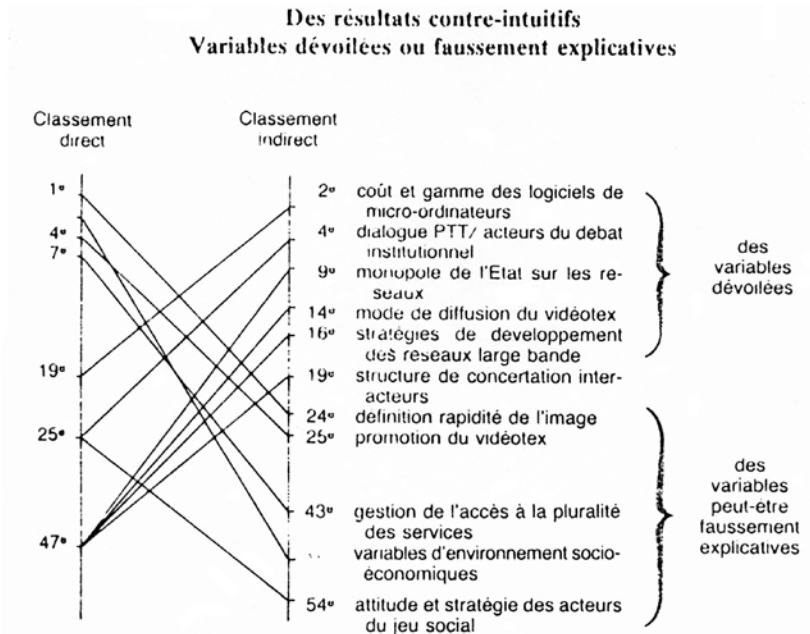 Des résultats contre-intuitifs
Variables dévoilées ou faussement explicatives
Classement
direct
Classement
indirect
1e
4e
7e
19e
25e
47e
2e coût et gamme des logiciels de
micro-ordinateurs
4e dialogue PTT/ acteurs du debat
institutionnel
9e monopole de l'Etat sur les re-
seaux
14e mode de diffusion du vidéotex
16e stratégies de developpement
des réseaux large bande
19e structure de concertation inter-
acteurs
24e définition rapidité de l'image
25e promotion du vidéotex
43e gestion de l'accès à la pluralité
des services
variables d'environnement socio-
économiques
54e attitude et stratégie des acteurs
du jeu social
des
variables
dévoilées
des
variables
peut-être
faussement
explicatives